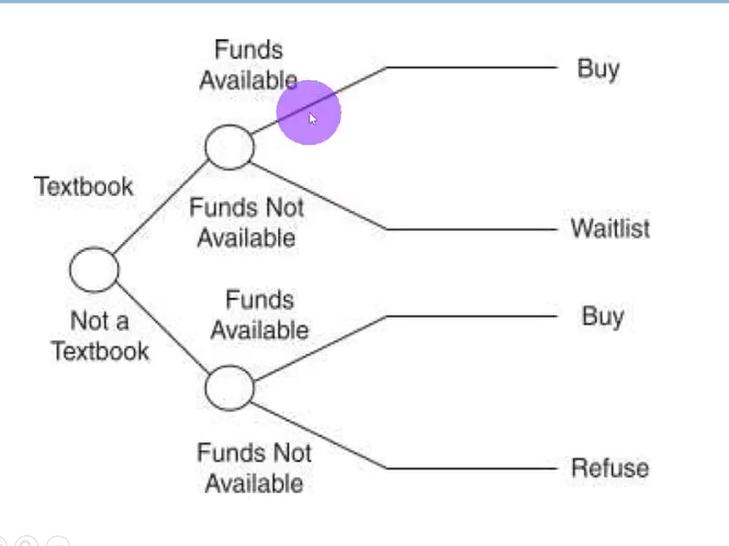 Funds
Available
Buy
Textbook
Funds Not
Available
Waitlist
Not a
Textbook
Funds
Available
Buy
Funds Not
Available
Refuse